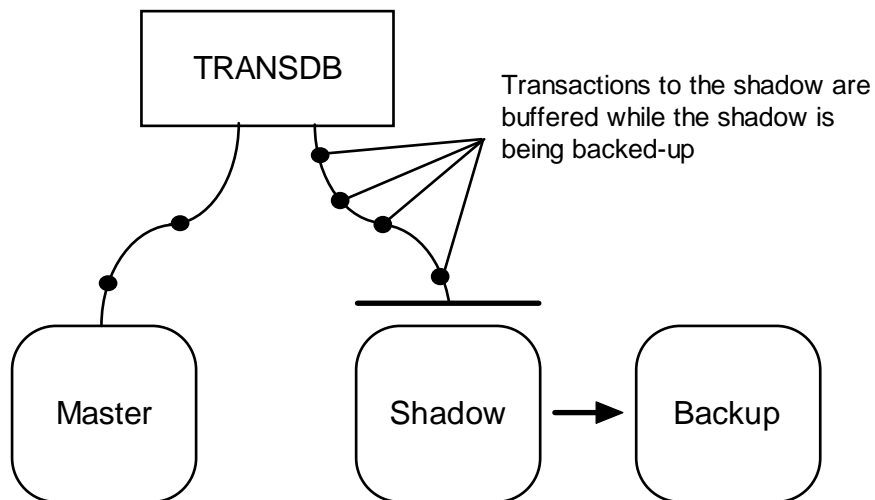 TRANSDB
Transactions to the shadow are
buffered while the shadow is
being backed-up
Master
Shadow
Backup